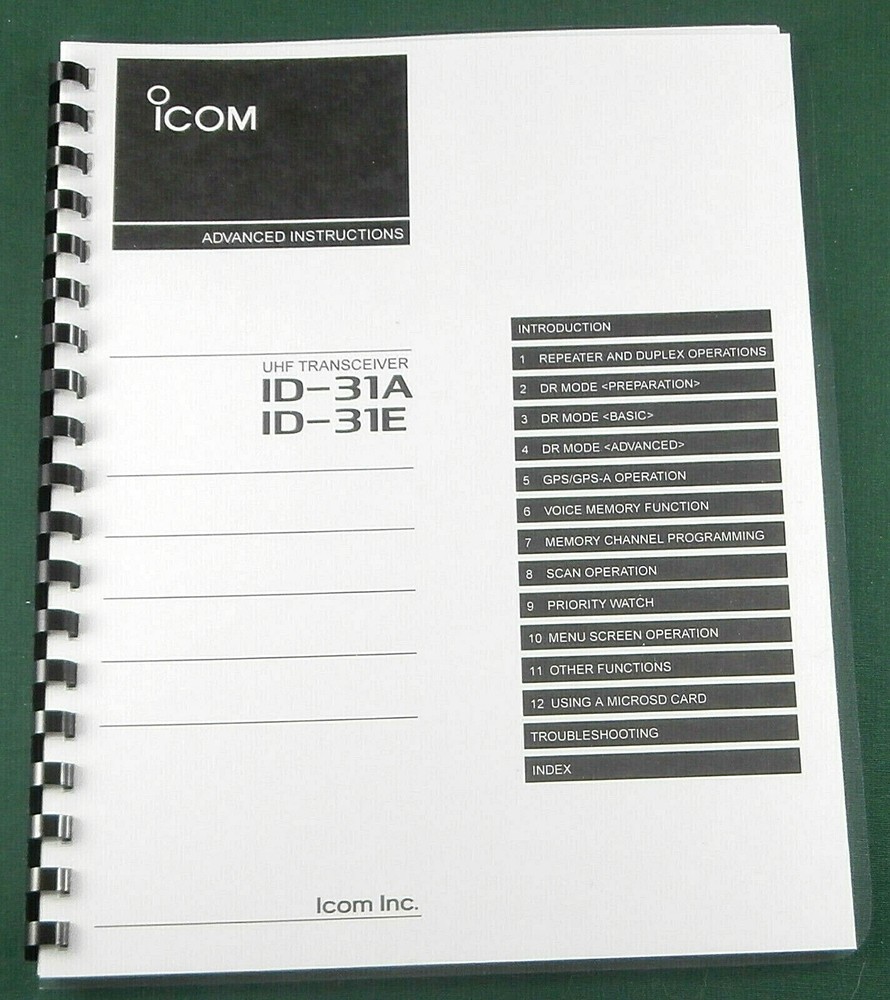 ICOM
ADVANCED INSTRUCTIONS
UHF TRANSCEIVER
ID-31A
ID-31E
Icom Inc.
INTRODUCTION
1 REPEATER AND DUPLEX OPERATIONS
2 DR MODE <PREPARATION>
3 DR MODE <BASIC>
4 DR MODE <ADVANCED>
5 GPS/GPS-A OPERATION
6 VOICE MEMORY FUNCTION
7 MEMORY CHANNEL PROGRAMMING
8 SCAN OPERATION
9 PRIORITY WATCH
10 MENU SCREEN OPERATION
11 OTHER FUNCTIONS
12 USING A MICROSD CARD
TROUBLESHOOTING
INDEX